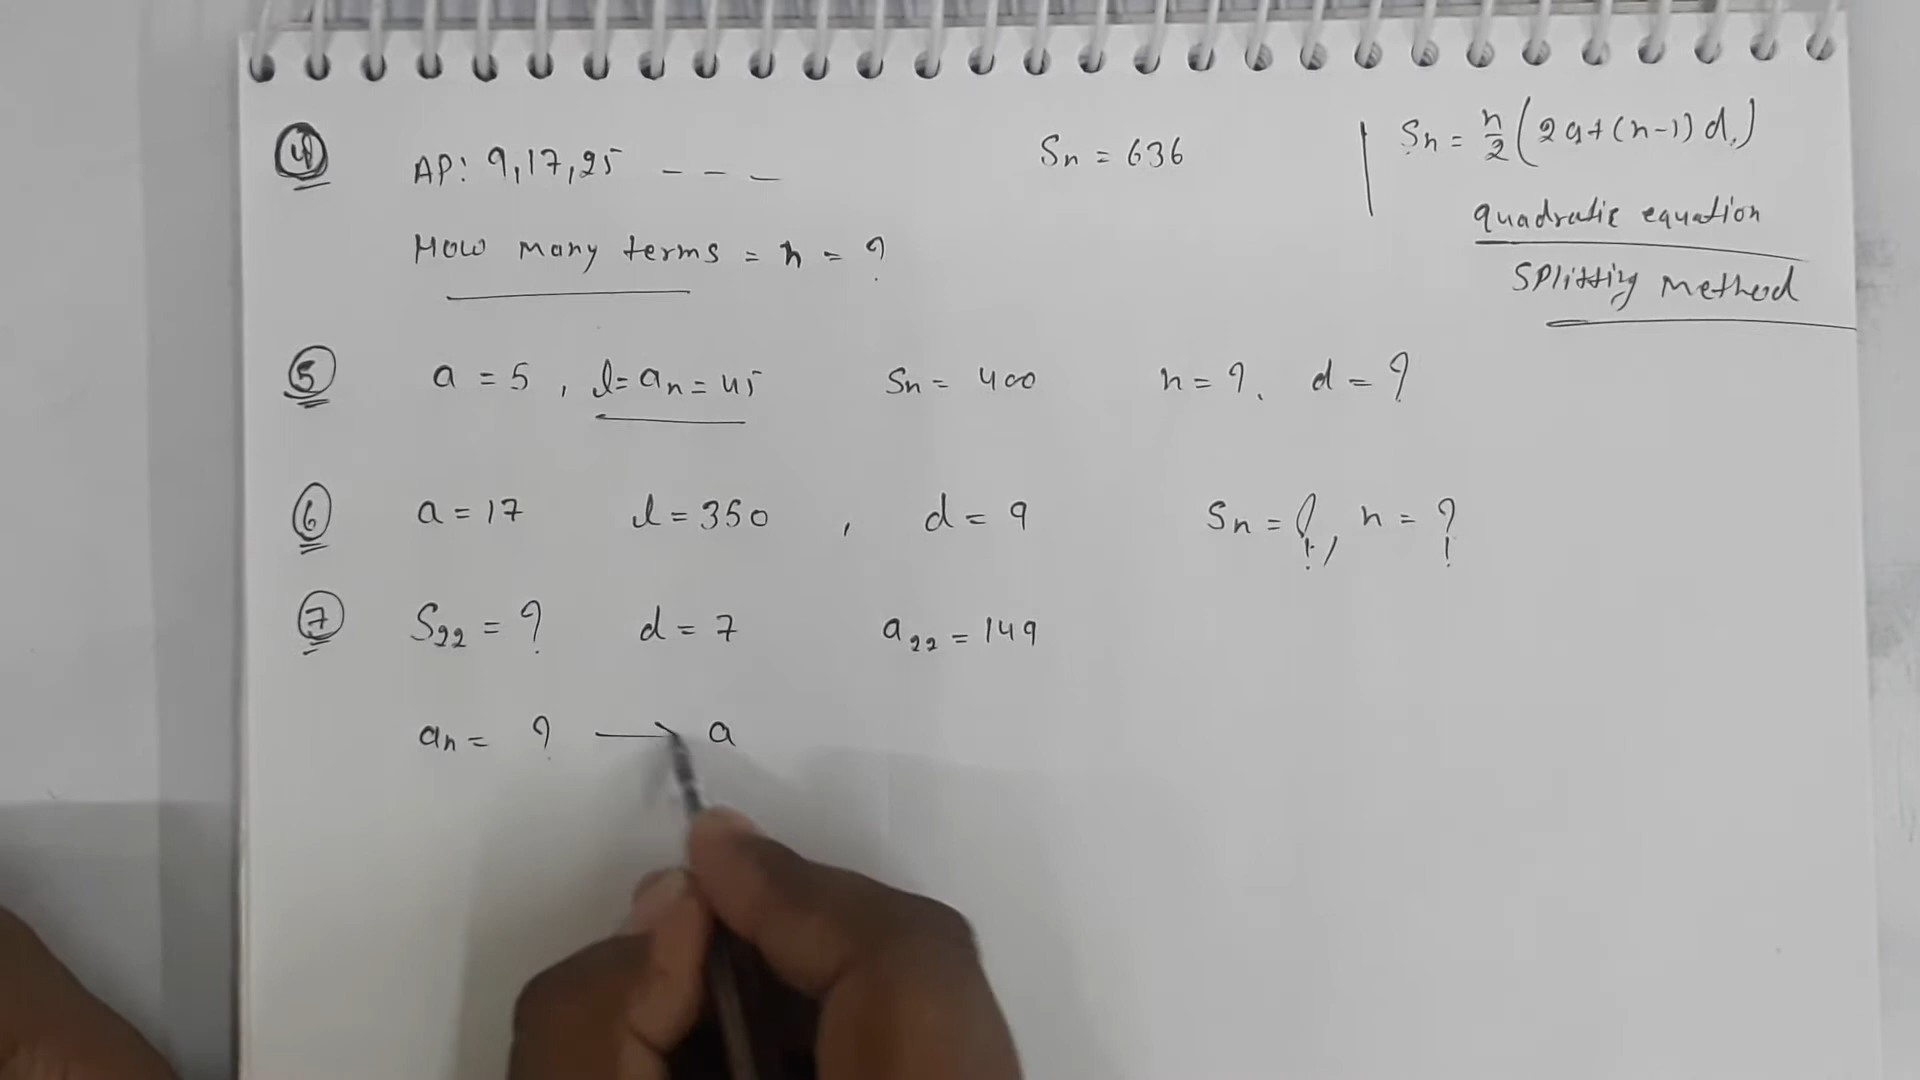 4 AP: 9, 17, 25 - - - Sn = 636 Sn = n/2 (2a + (n-1) d)
How many terms = n = ? quadratic equation
splitting method
5 a = 5 , l = an = 45 Sn = 400 n = ? , d = ?
6 a = 17 l = 350 , d = 9 Sn = ? , n = ?
7 S22 = ? d = 7 a22 = 149
an = ? → a